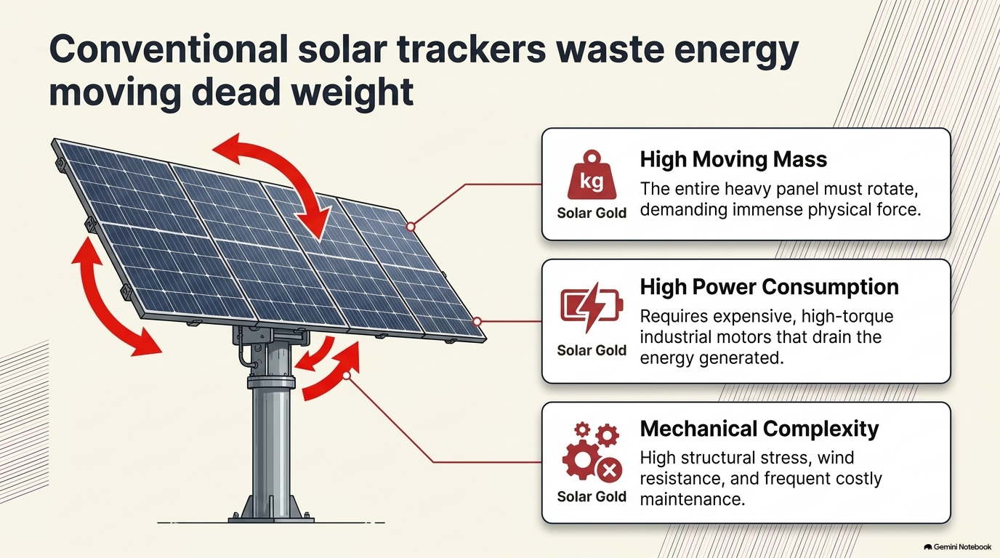 Conventional solar trackers waste energy
moving dead weight
kg
Solar Gold
High Moving Mass
The entire heavy panel must rotate,
demanding immense physical force.
Solar Gold
High Power Consumption
Requires expensive, high-torque
industrial motors that drain the
energy generated.
Solar Gold
Mechanical Complexity
High structural stress, wind
resistance, and frequent costly
maintenance.
Gemini Notebook